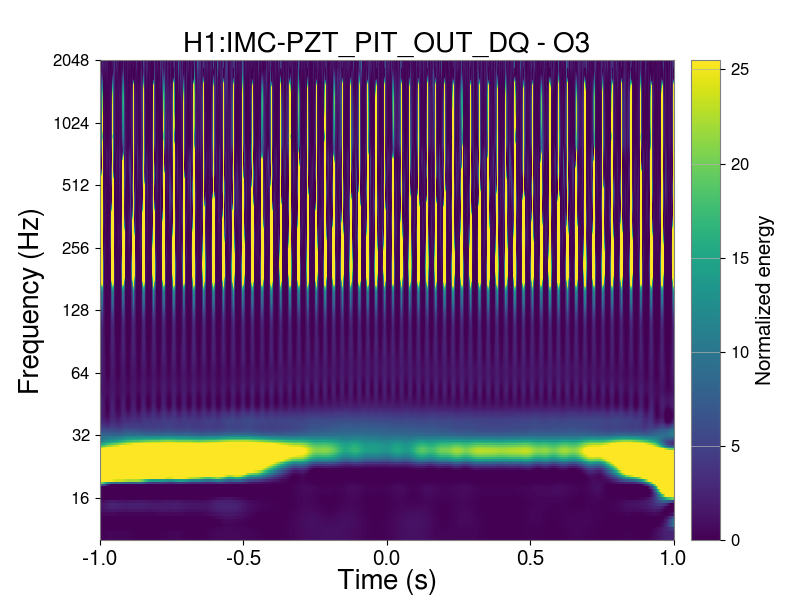 H1:IMC-PZT_PIT_OUT_DQ - O3
2048
1024
512
256
128
64
32
16
Frequency (Hz)
-1.0 -0.5 0.0 0.5 1.0
Time (s)
25
20
15
10
5
0
Normalized energy